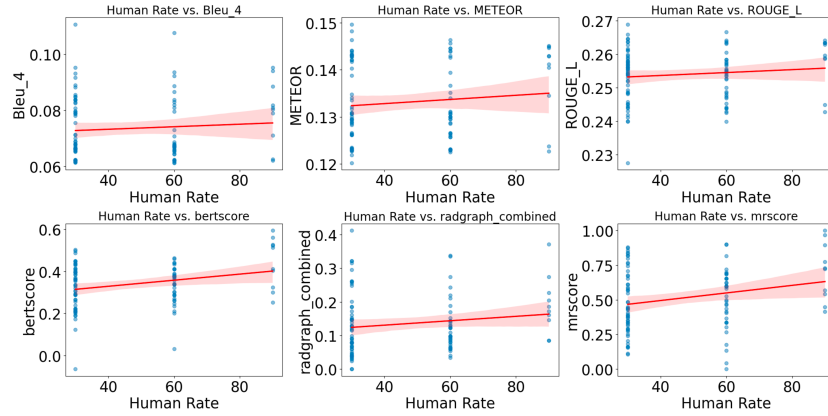 Human Rate vs. Bleu_4
Bleu_4
0.10
0.08
0.06
40
60
80
Human Rate
Human Rate vs. METEOR
METEOR
0.15
0.14
0.13
0.12
40
60
80
Human Rate
Human Rate vs. ROUGE_L
ROUGE_L
0.27
0.26
0.25
0.24
0.23
40
60
80
Human Rate
Human Rate vs. bertscore
bertscore
0.6
0.4
0.2
0.0
40
60
80
Human Rate
Human Rate vs. radgraph_combined
radgraph_combined
0.4
0.3
0.2
0.1
0.0
40
60
80
Human Rate
Human Rate vs. mrscore
mrscore
1.00
0.75
0.50
0.25
0.00
40
60
80
Human Rate